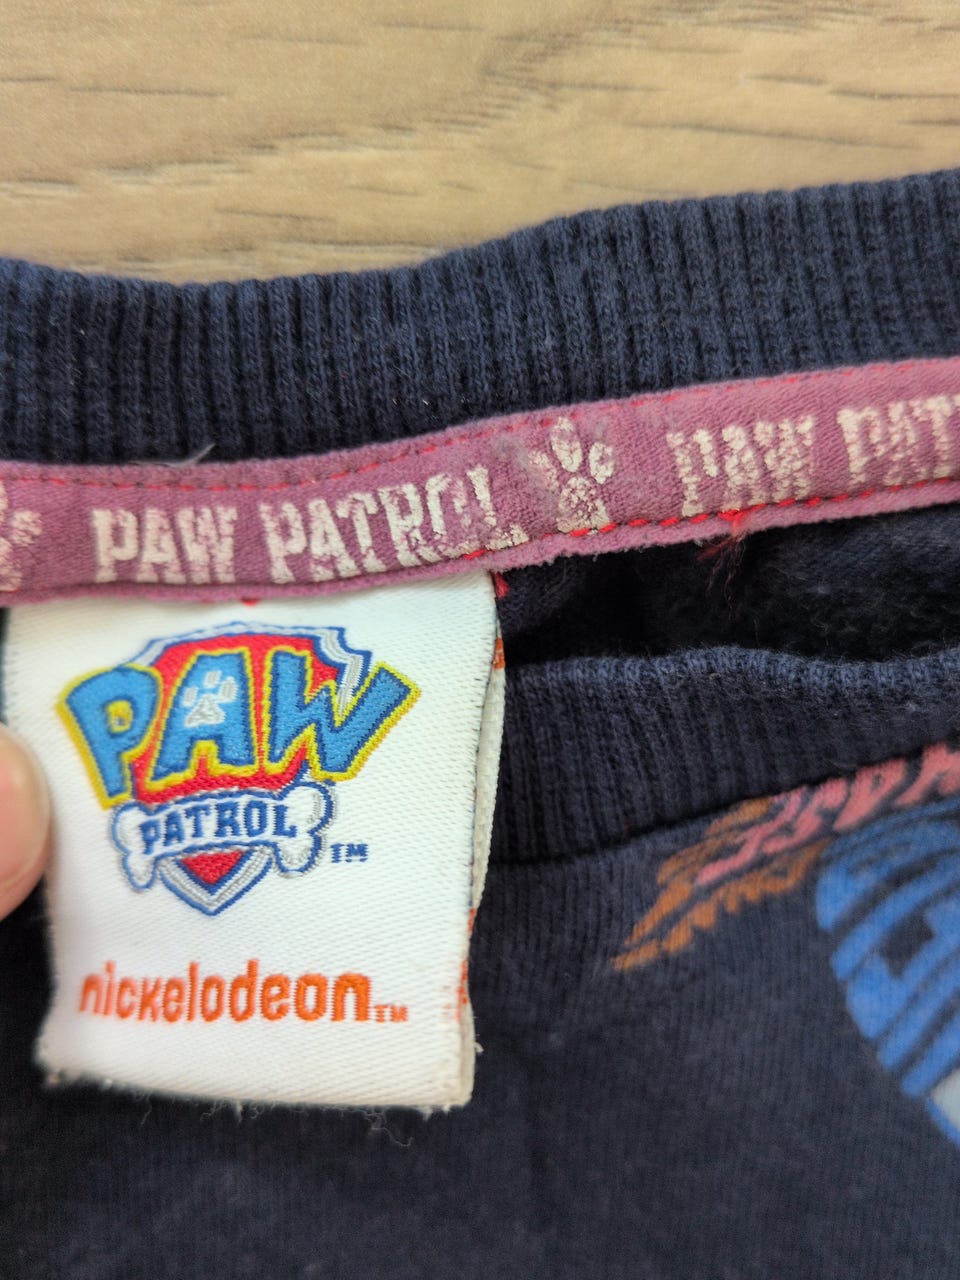 PAW PATROL PAW PAT
PAW
PATROL TM
nickelodeon TM